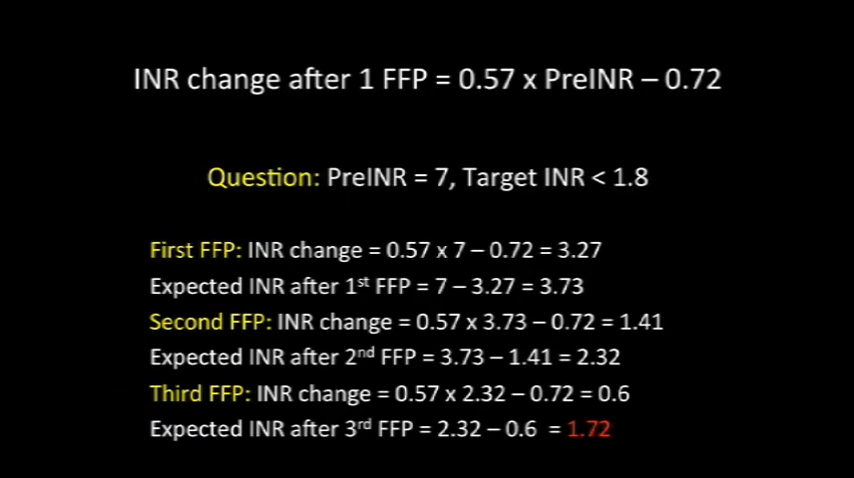 INR change after 1 FFP = 0.57 x PreINR – 0.72
Question: PreINR = 7, Target INR < 1.8
First FFP: INR change = 0.57 x 7 – 0.72 = 3.27
Expected INR after 1st FFP = 7 – 3.27 = 3.73
Second FFP: INR change = 0.57 x 3.73 – 0.72 = 1.41
Expected INR after 2nd FFP = 3.73 – 1.41 = 2.32
Third FFP: INR change = 0.57 x 2.32 – 0.72 = 0.6
Expected INR after 3rd FFP = 2.32 – 0.6 = 1.72